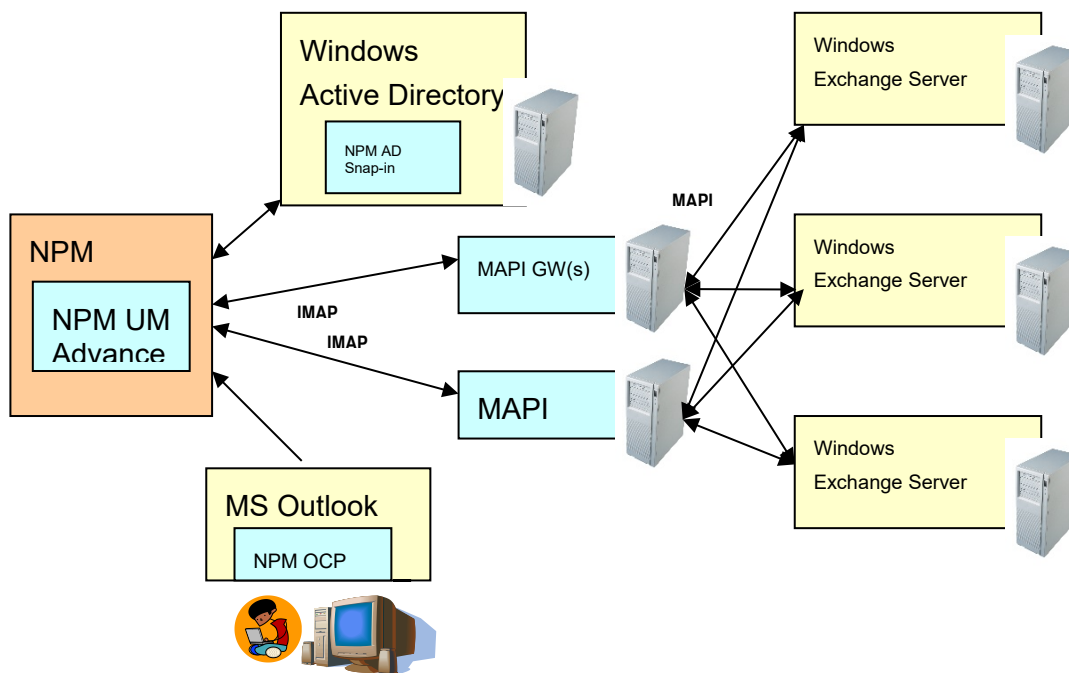 Windows
Active Directory
NPM AD
Snap-in
Windows
Exchange Server
MAPI
NPM
NPM UM
Advance
IMAP
IMAP
MAPI GW(s)
Windows
Exchange Server
MAPI
Windows
Exchange Server
MS Outlook
NPM OCP